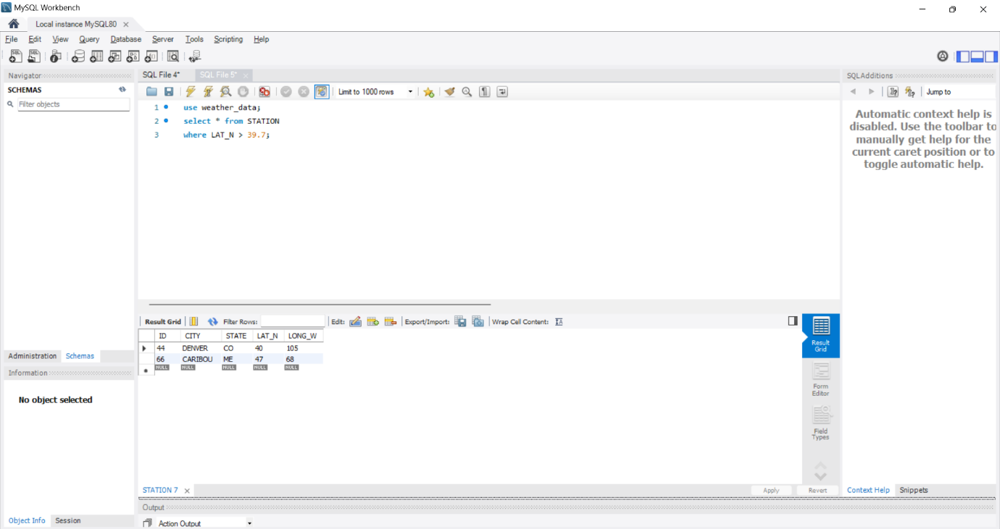 MySQL Workbench
Local instance MySQL80
File Edit View Query Database Server Tools Scripting Help
Navigator
SCHEMAS
Filter objects
Administration Schemas
Information
No object selected
Object Info Session
SQL File 4* SQL File 5*
Limit to 1000 rows
1 use weather_data;
2 select * from STATION
3 where LAT_N > 39.7;
Result Grid Filter Rows: Edit: Export/Import: Wrap Cell Content:
ID CITY STATE LAT_N LONG_W
44 DENVER CO 40 105
66 CARIBOU ME 47 68
NULL NULL NULL NULL NULL
Result
Grid
Form
Editor
Field
Types
STATION 7
Apply Revert
Output
Action Output
SQLAdditions
Jump to
Automatic context help is
disabled. Use the toolbar to
manually get help for the
current caret position or to
toggle automatic help.
Context Help Snippets